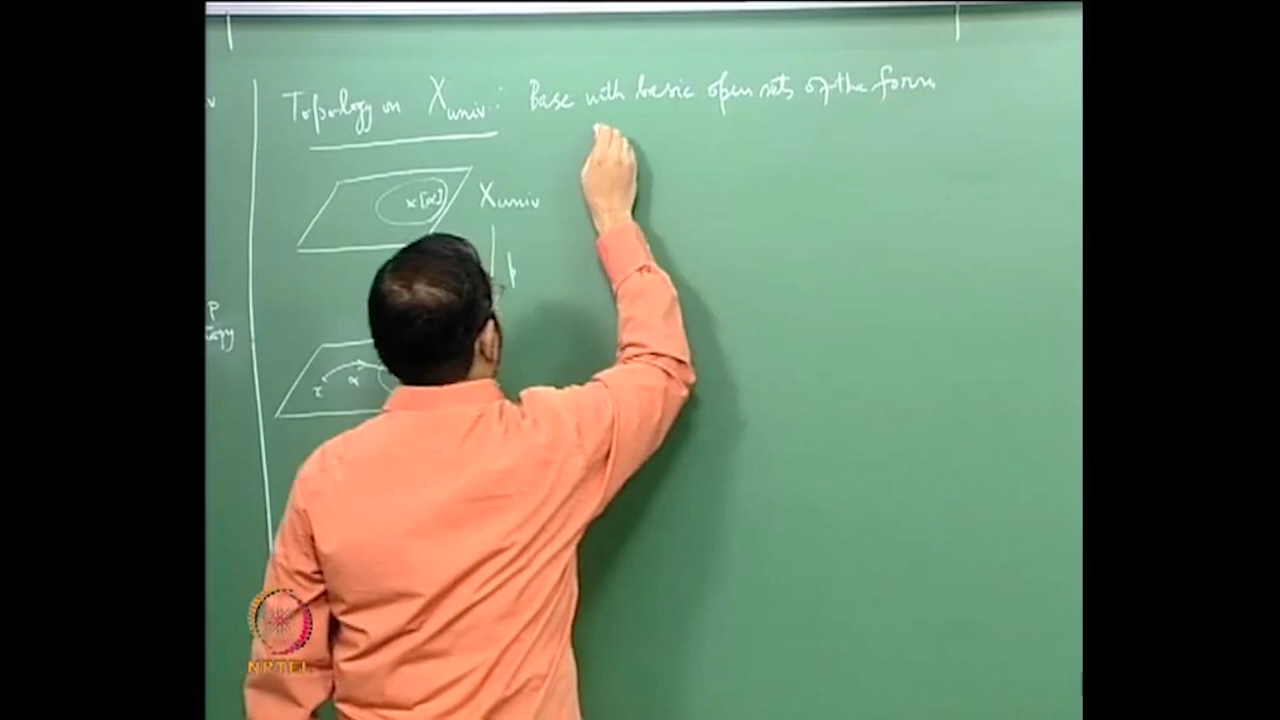 Topology on X univ : Base with basic open sets of the form
x[α]
X univ
p
x
α
NPTEL